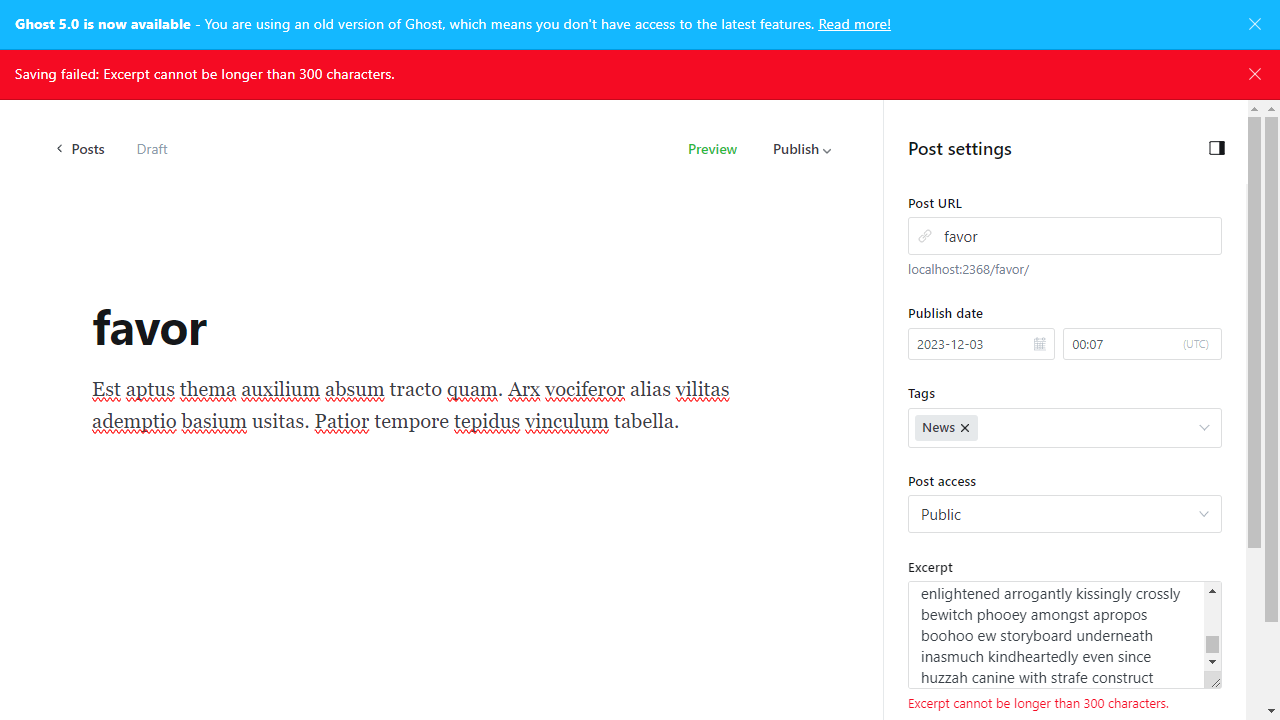 Ghost 5.0 is now available - You are using an old version of Ghost, which means you don't have access to the latest features. Read more!
Saving failed: Excerpt cannot be longer than 300 characters.
Posts
Draft
Preview
Publish
favor
Est aptus thema auxilium absum tracto quam. Arx vociferor alias vilitas
ademptio basium usitas. Patior tempore tepidus vinculum tabella.
Post settings
Post URL
favor
localhost:2368/favor/
Publish date
2023-12-03
00:07
(UTC)
Tags
News
Post access
Public
Excerpt
enlightened arrogantly kissingly crossly
bewitch phooey amongst apropos
boohoo ew storyboard underneath
inasmuch kindheartedly even since
huzzah canine with strafe construct
Excerpt cannot be longer than 300 characters.